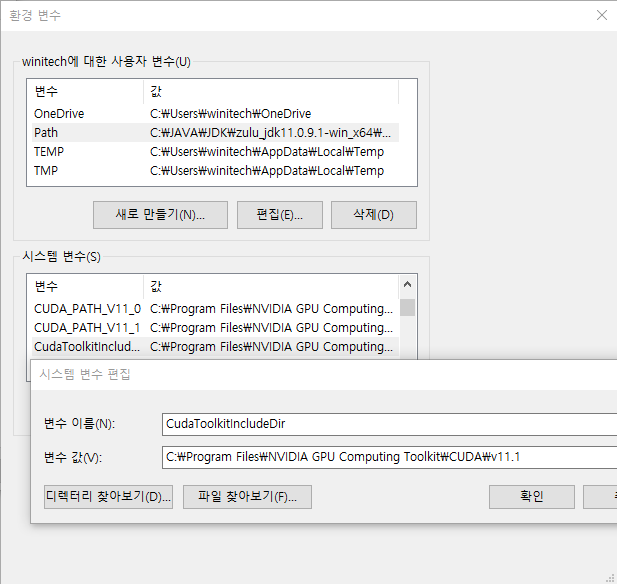 환경 변수
winitech에 대한 사용자 변수(U)
변수 값
OneDrive C:₩Users₩winitech₩OneDrive
Path C:₩JAVA₩JDK₩zulu_jdk11.0.9.1-win_x64₩...
TEMP C:₩Users₩winitech₩AppData₩Local₩Temp
TMP C:₩Users₩winitech₩AppData₩Local₩Temp
새로 만들기(N)... 편집(E)... 삭제(D)
시스템 변수(S)
변수 값
CUDA_PATH_V11_0 C:₩Program Files₩NVIDIA GPU Computing...
CUDA_PATH_V11_1 C:₩Program Files₩NVIDIA GPU Computing...
CudaToolkitInclud... C:₩Program Files₩NVIDIA GPU Computing...
시스템 변수 편집
변수 이름(N): CudaToolkitIncludeDir
변수 값(V): C:₩Program Files₩NVIDIA GPU Computing Toolkit₩CUDA₩v11.1
디렉터리 찾아보기(D)... 파일 찾아보기(F)... 확인